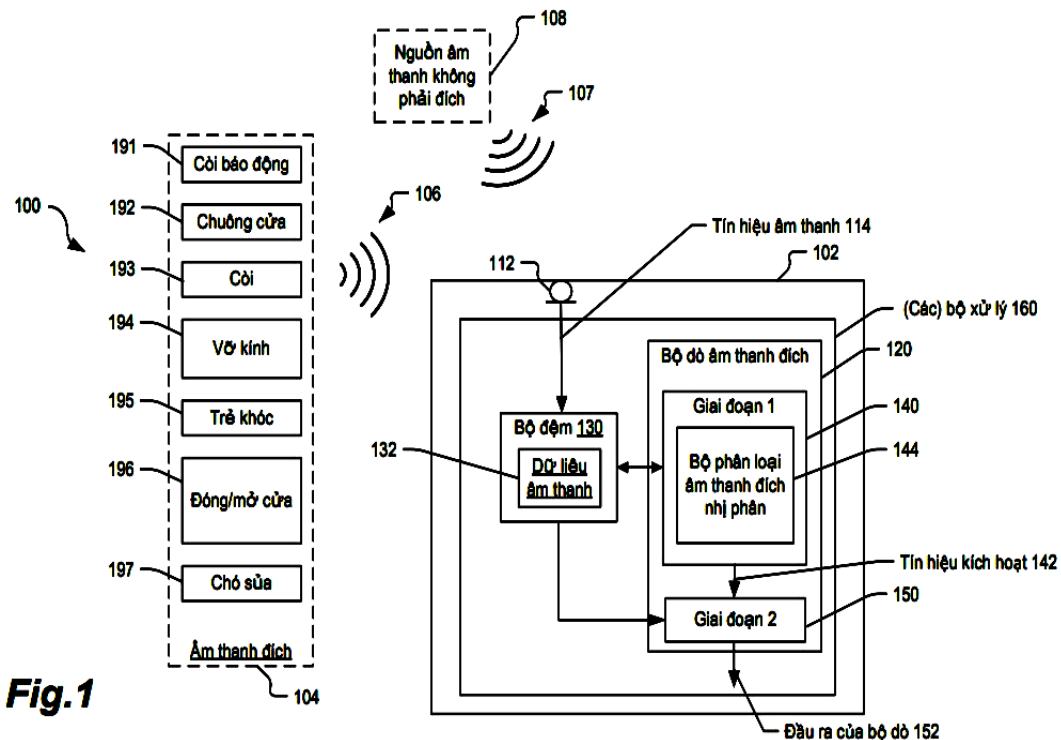 108
Nguồn âm
thanh không
phải đích
107
191
Còi báo động
106
100
192
Chuông cửa
Tín hiệu âm thanh 114
193
Còi
112
102
194
Vỡ kính
(Các) bộ xử lý 160
Bộ dò âm thanh đích
120
195
Trẻ khóc
Giai đoạn 1
140
Bộ đệm 130
132
Dữ liệu
âm thanh
Bộ phân loại
âm thanh đích
nhị phân
144
196
Đóng/mở cửa
197
Chó sủa
Tín hiệu kích hoạt 142
150
Giai đoạn 2
Âm thanh đích
104
Fig.1
Đầu ra của bộ dò 152